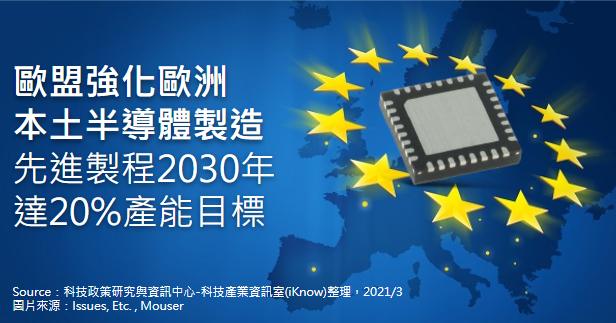 歐盟強化歐洲
本土半導體製造
先進製程2030年
達20%產能目標
Source：科技政策研究與資訊中心-科技產業資訊室(iKnow)整理，2021/3
圖片來源：Issues, Etc. , Mouser